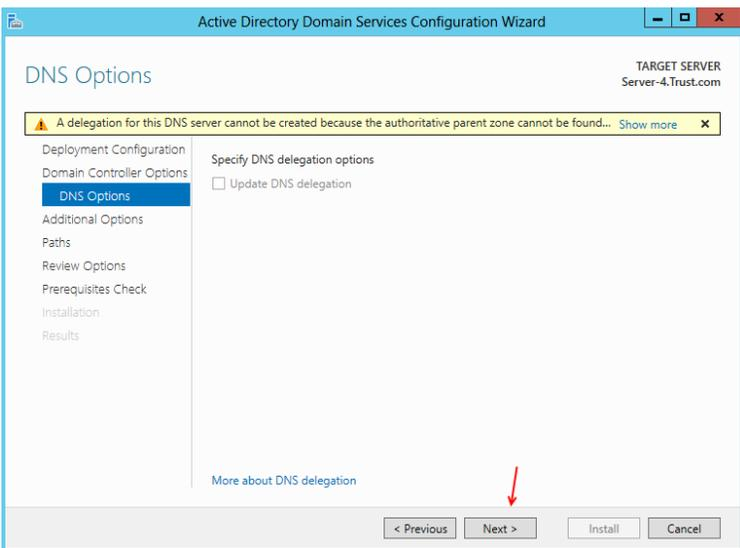 Active Directory Domain Services Configuration Wizard
DNS Options
TARGET SERVER
Server-4.Trust.com
A delegation for this DNS server cannot be created because the authoritative parent zone cannot be found... Show more
Deployment Configuration
Domain Controller Options
DNS Options
Additional Options
Paths
Review Options
Prerequisites Check
Installation
Results
Specify DNS delegation options
Update DNS delegation
More about DNS delegation
< Previous Next > Install Cancel